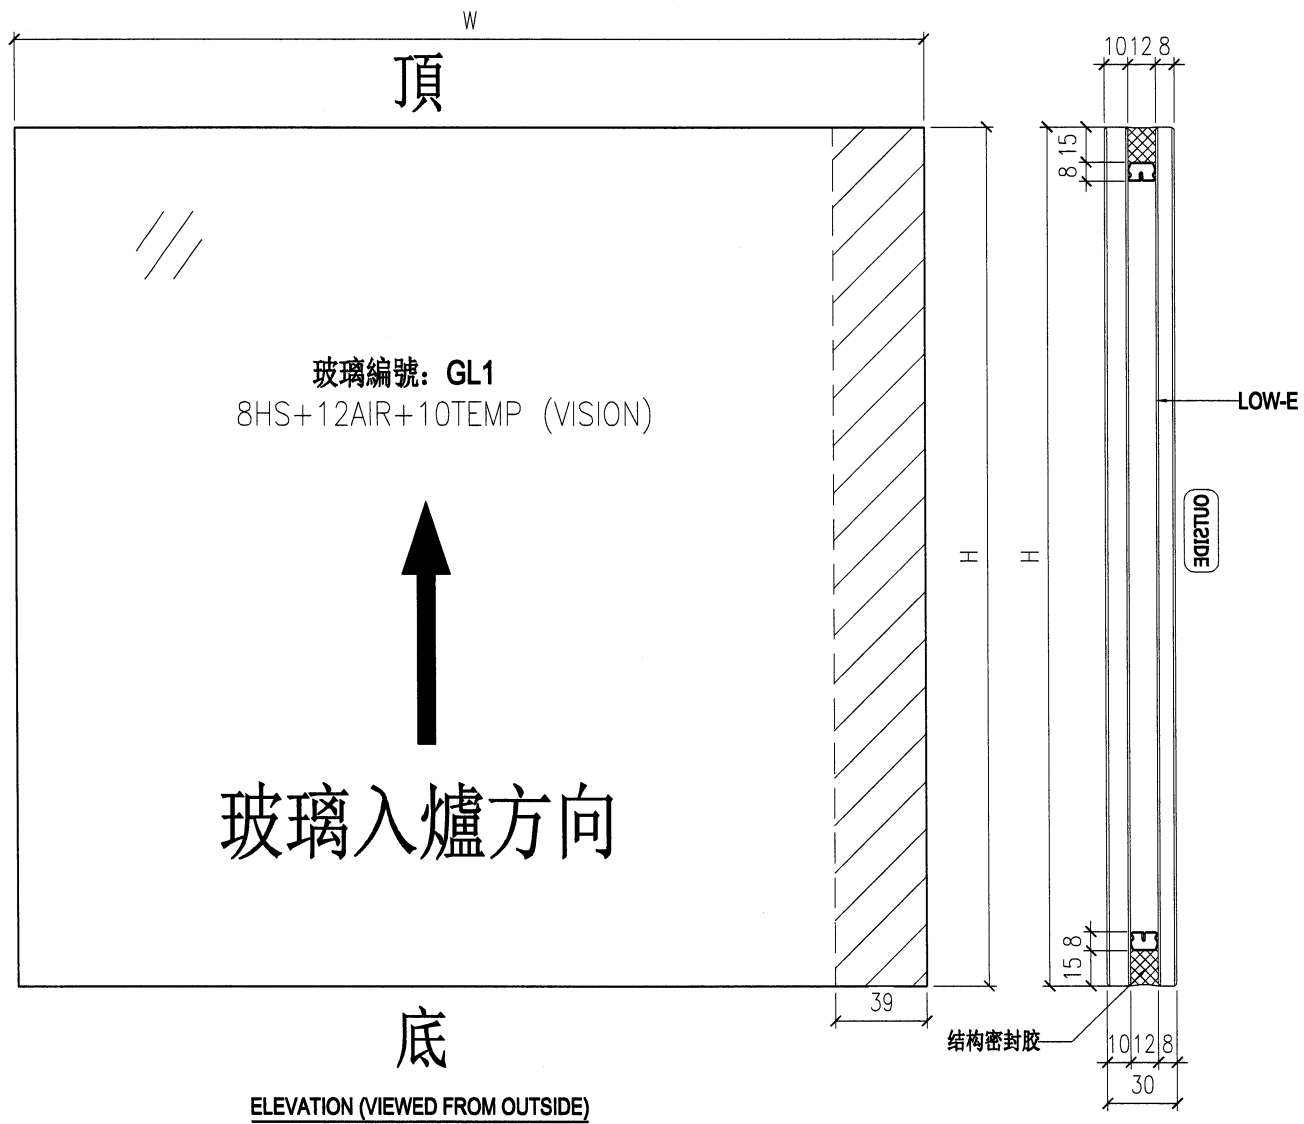 W
頂
玻璃編號：GL1
8HS+12AIR+10TEMP (VISION)
玻璃入爐方向
底
ELEVATION (VIEWED FROM OUTSIDE)
39
H
H
10 12 8
15
8
LOW-E
OUTSIDE
8
15
结构密封胶
10 12 8
30